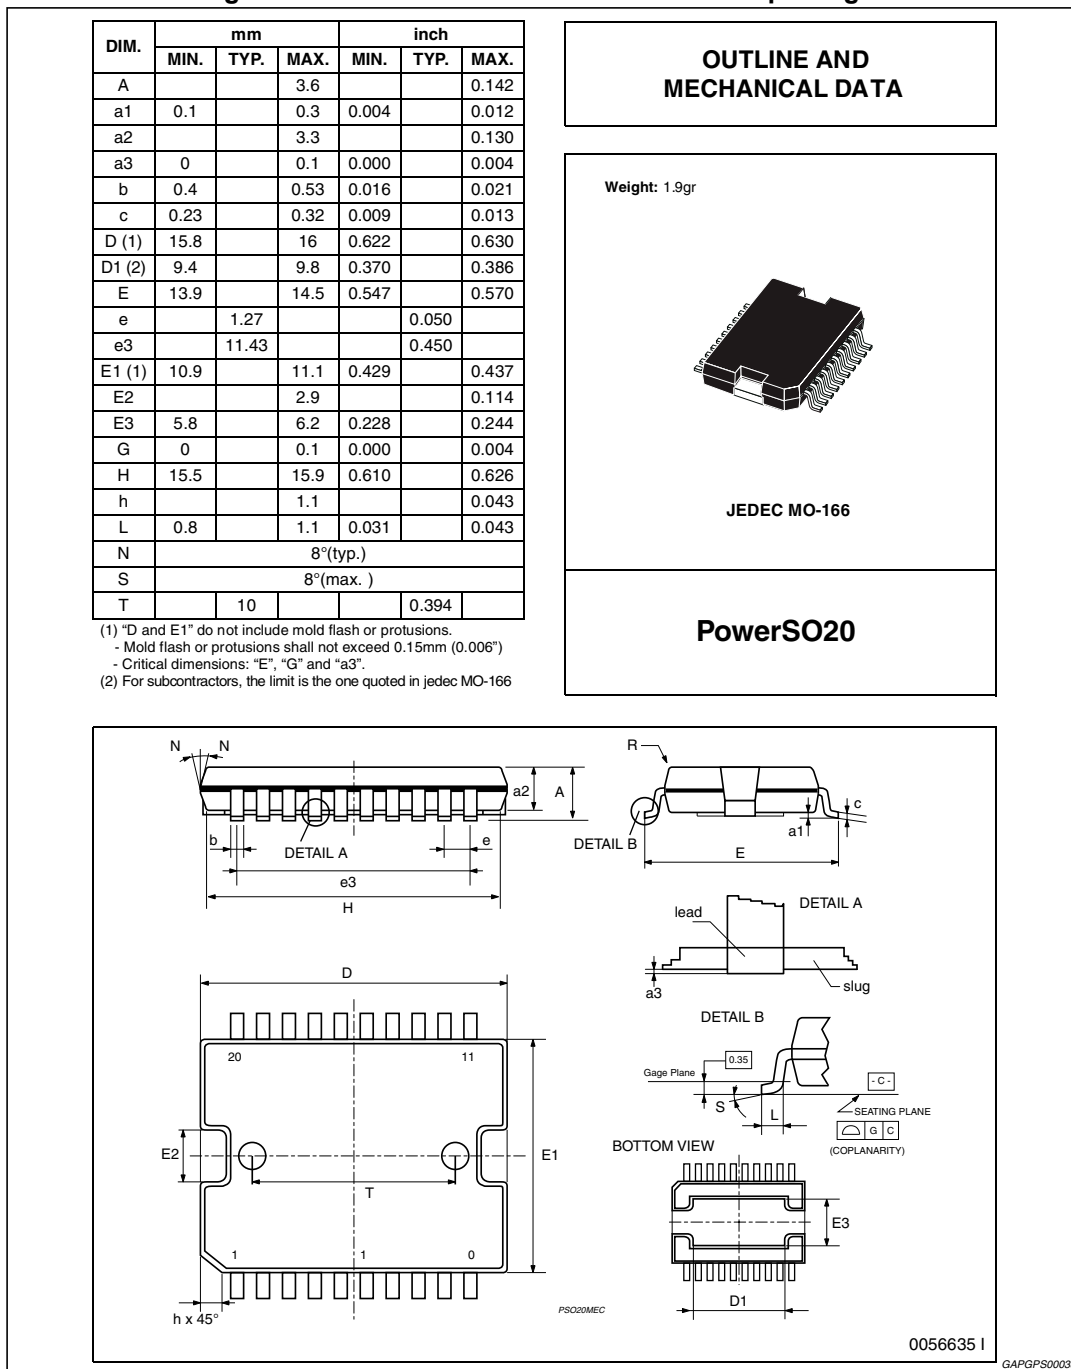 DIM. mm inch
MIN. TYP. MAX. MIN. TYP. MAX.
A 3.6 0.142
a1 0.1 0.3 0.004 0.012
a2 3.3 0.130
a3 0 0.1 0.000 0.004
b 0.4 0.53 0.016 0.021
c 0.23 0.32 0.009 0.013
D (1) 15.8 16 0.622 0.630
D1 (2) 9.4 9.8 0.370 0.386
E 13.9 14.5 0.547 0.570
e 1.27 0.050
e3 11.43 0.450
E1 (1) 10.9 11.1 0.429 0.437
E2 2.9 0.114
E3 5.8 6.2 0.228 0.244
G 0 0.1 0.000 0.004
H 15.5 15.9 0.610 0.626
h 1.1 0.043
L 0.8 1.1 0.031 0.043
N 8°(typ.)
S 8°(max. )
T 10 0.394
(1) “D and E1” do not include mold flash or protusions.
- Mold flash or protusions shall not exceed 0.15mm (0.006”)
- Critical dimensions: “E”, “G” and “a3”.
(2) For subcontractors, the limit is the one quoted in jedec MO-166
OUTLINE AND
MECHANICAL DATA
Weight: 1.9gr
JEDEC MO-166
PowerSO20
N N
a2 A
b DETAIL A e
e3
H
R
DETAIL B
a1 c
E
lead DETAIL A
a3 slug
DETAIL B
0.35
Gage Plane
- C -
S L
SEATING PLANE
G C
(COPLANARITY)
D
20 11
E2 E1
T
1 1 0
h x 45°
BOTTOM VIEW
E3
D1
PSO20MEC
0056635 I
GAPGPS0003